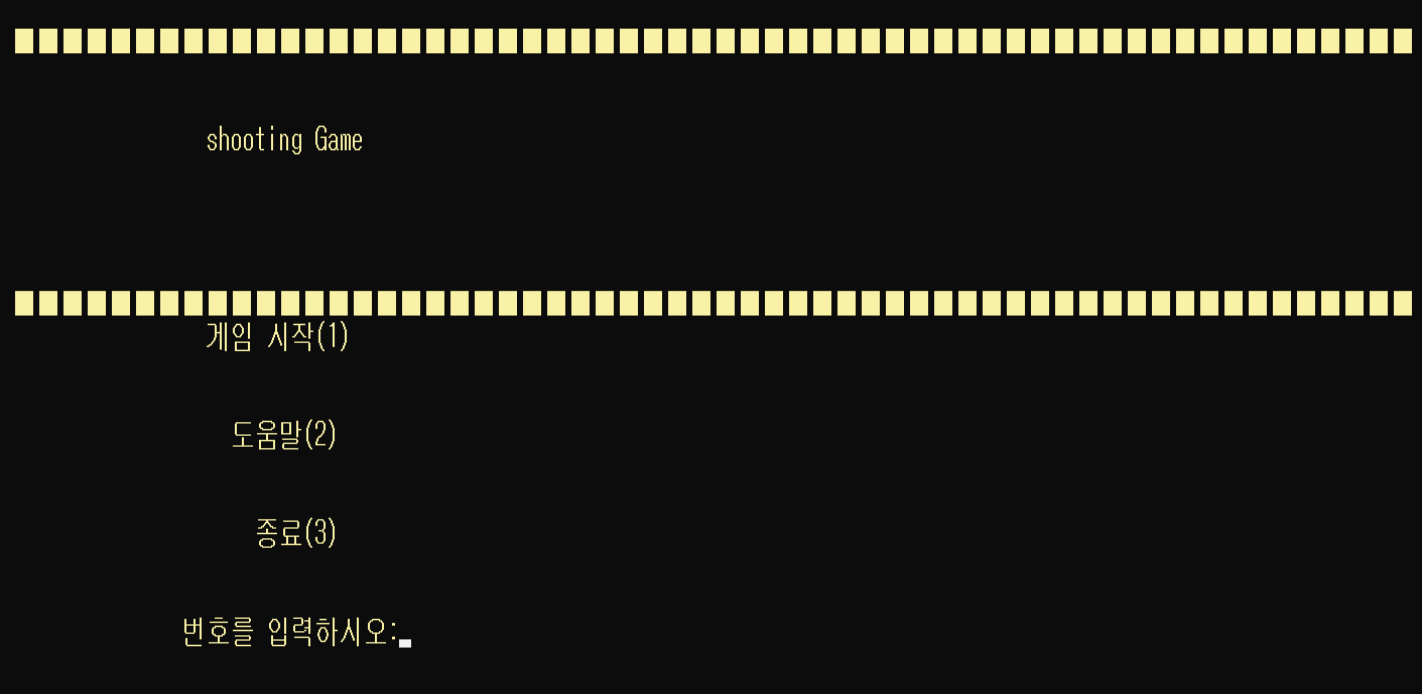 shooting Game
게임 시작(1)
도움말(2)
종료(3)
번호를 입력하시오: